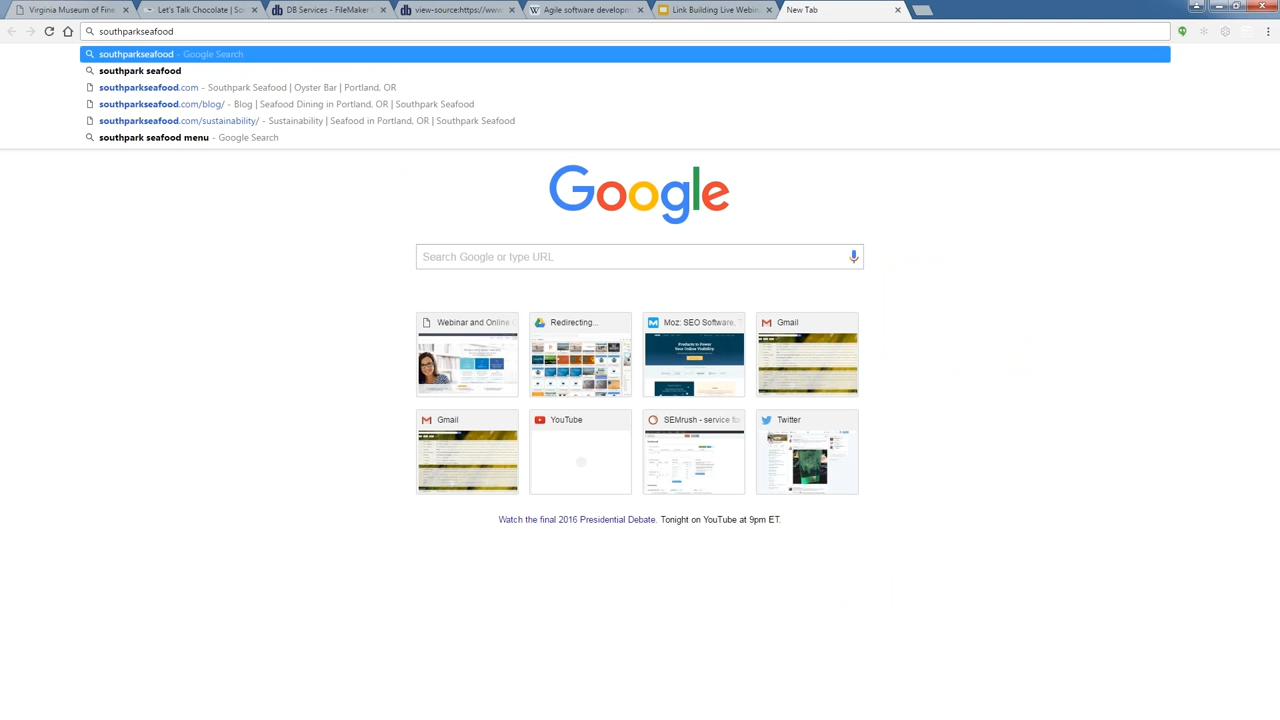 Virginia Museum of Fine
Let's Talk Chocolate | So
DB Services - FileMaker C
view-source:https://www
Agile software developm
Link Building Live Webin
New Tab
southparkseafood
southparkseafood - Google Search
southpark seafood
southparkseafood.com - Southpark Seafood | Oyster Bar | Portland, OR
southparkseafood.com/blog/ - Blog | Seafood Dining in Portland, OR | Southpark Seafood
southparkseafood.com/sustainability/ - Sustainability | Seafood in Portland, OR | Southpark Seafood
southpark seafood menu - Google Search
Google
Search Google or type URL
Webinar and Online
Redirecting...
Moz: SEO Software,
Gmail
Gmail
YouTube
SEMrush - service fo
Twitter
Watch the final 2016 Presidential Debate. Tonight on YouTube at 9pm ET.